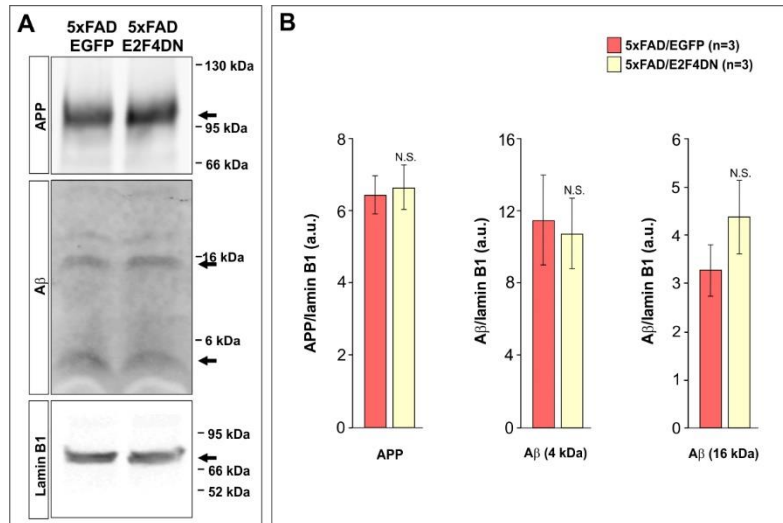 A
5xFAD 5xFAD
EGFP E2F4DN
130 kDa
APP
95 kDa
66 kDa
Aβ
16 kDa
6 kDa
Lamin B1
95 kDa
66 kDa
52 kDa
B
5xFAD/EGFP (n=3)
5xFAD/E2F4DN (n=3)
APP/lamin B1 (a.u.)
8
6
4
2
0
N.S.
APP
Aβ/lamin B1 (a.u.)
16
12
8
4
0
N.S.
Aβ (4 kDa)
Aβ/lamin B1 (a.u.)
6
5
4
3
2
1
0
N.S.
Aβ (16 kDa)